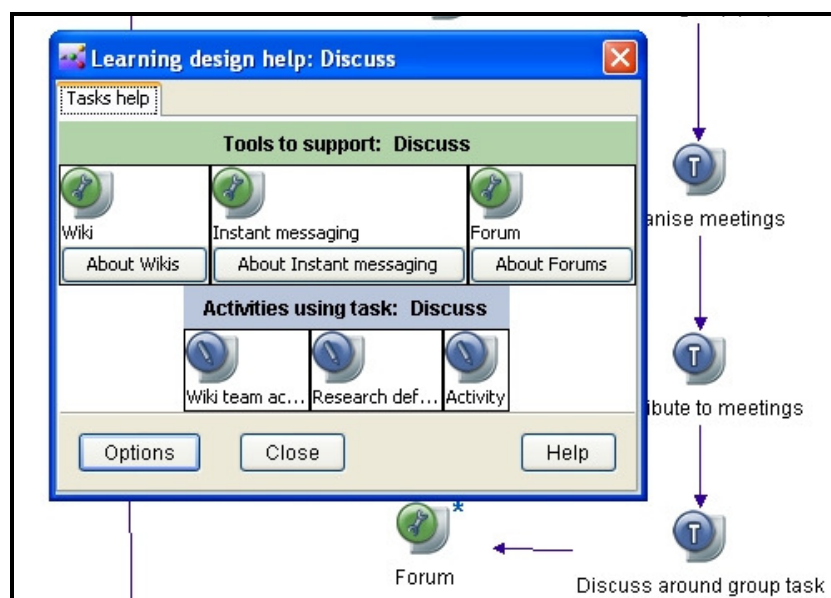 Learning design help: Discuss
Tasks help
Tools to support: Discuss
Wiki Instant messaging Forum
About Wikis About Instant messaging About Forums
Activities using task: Discuss
Wiki team ac... Research def... Activity
Options Close Help
T
anise meetings
T
ibute to meetings
*
T
Forum
Discuss around group task